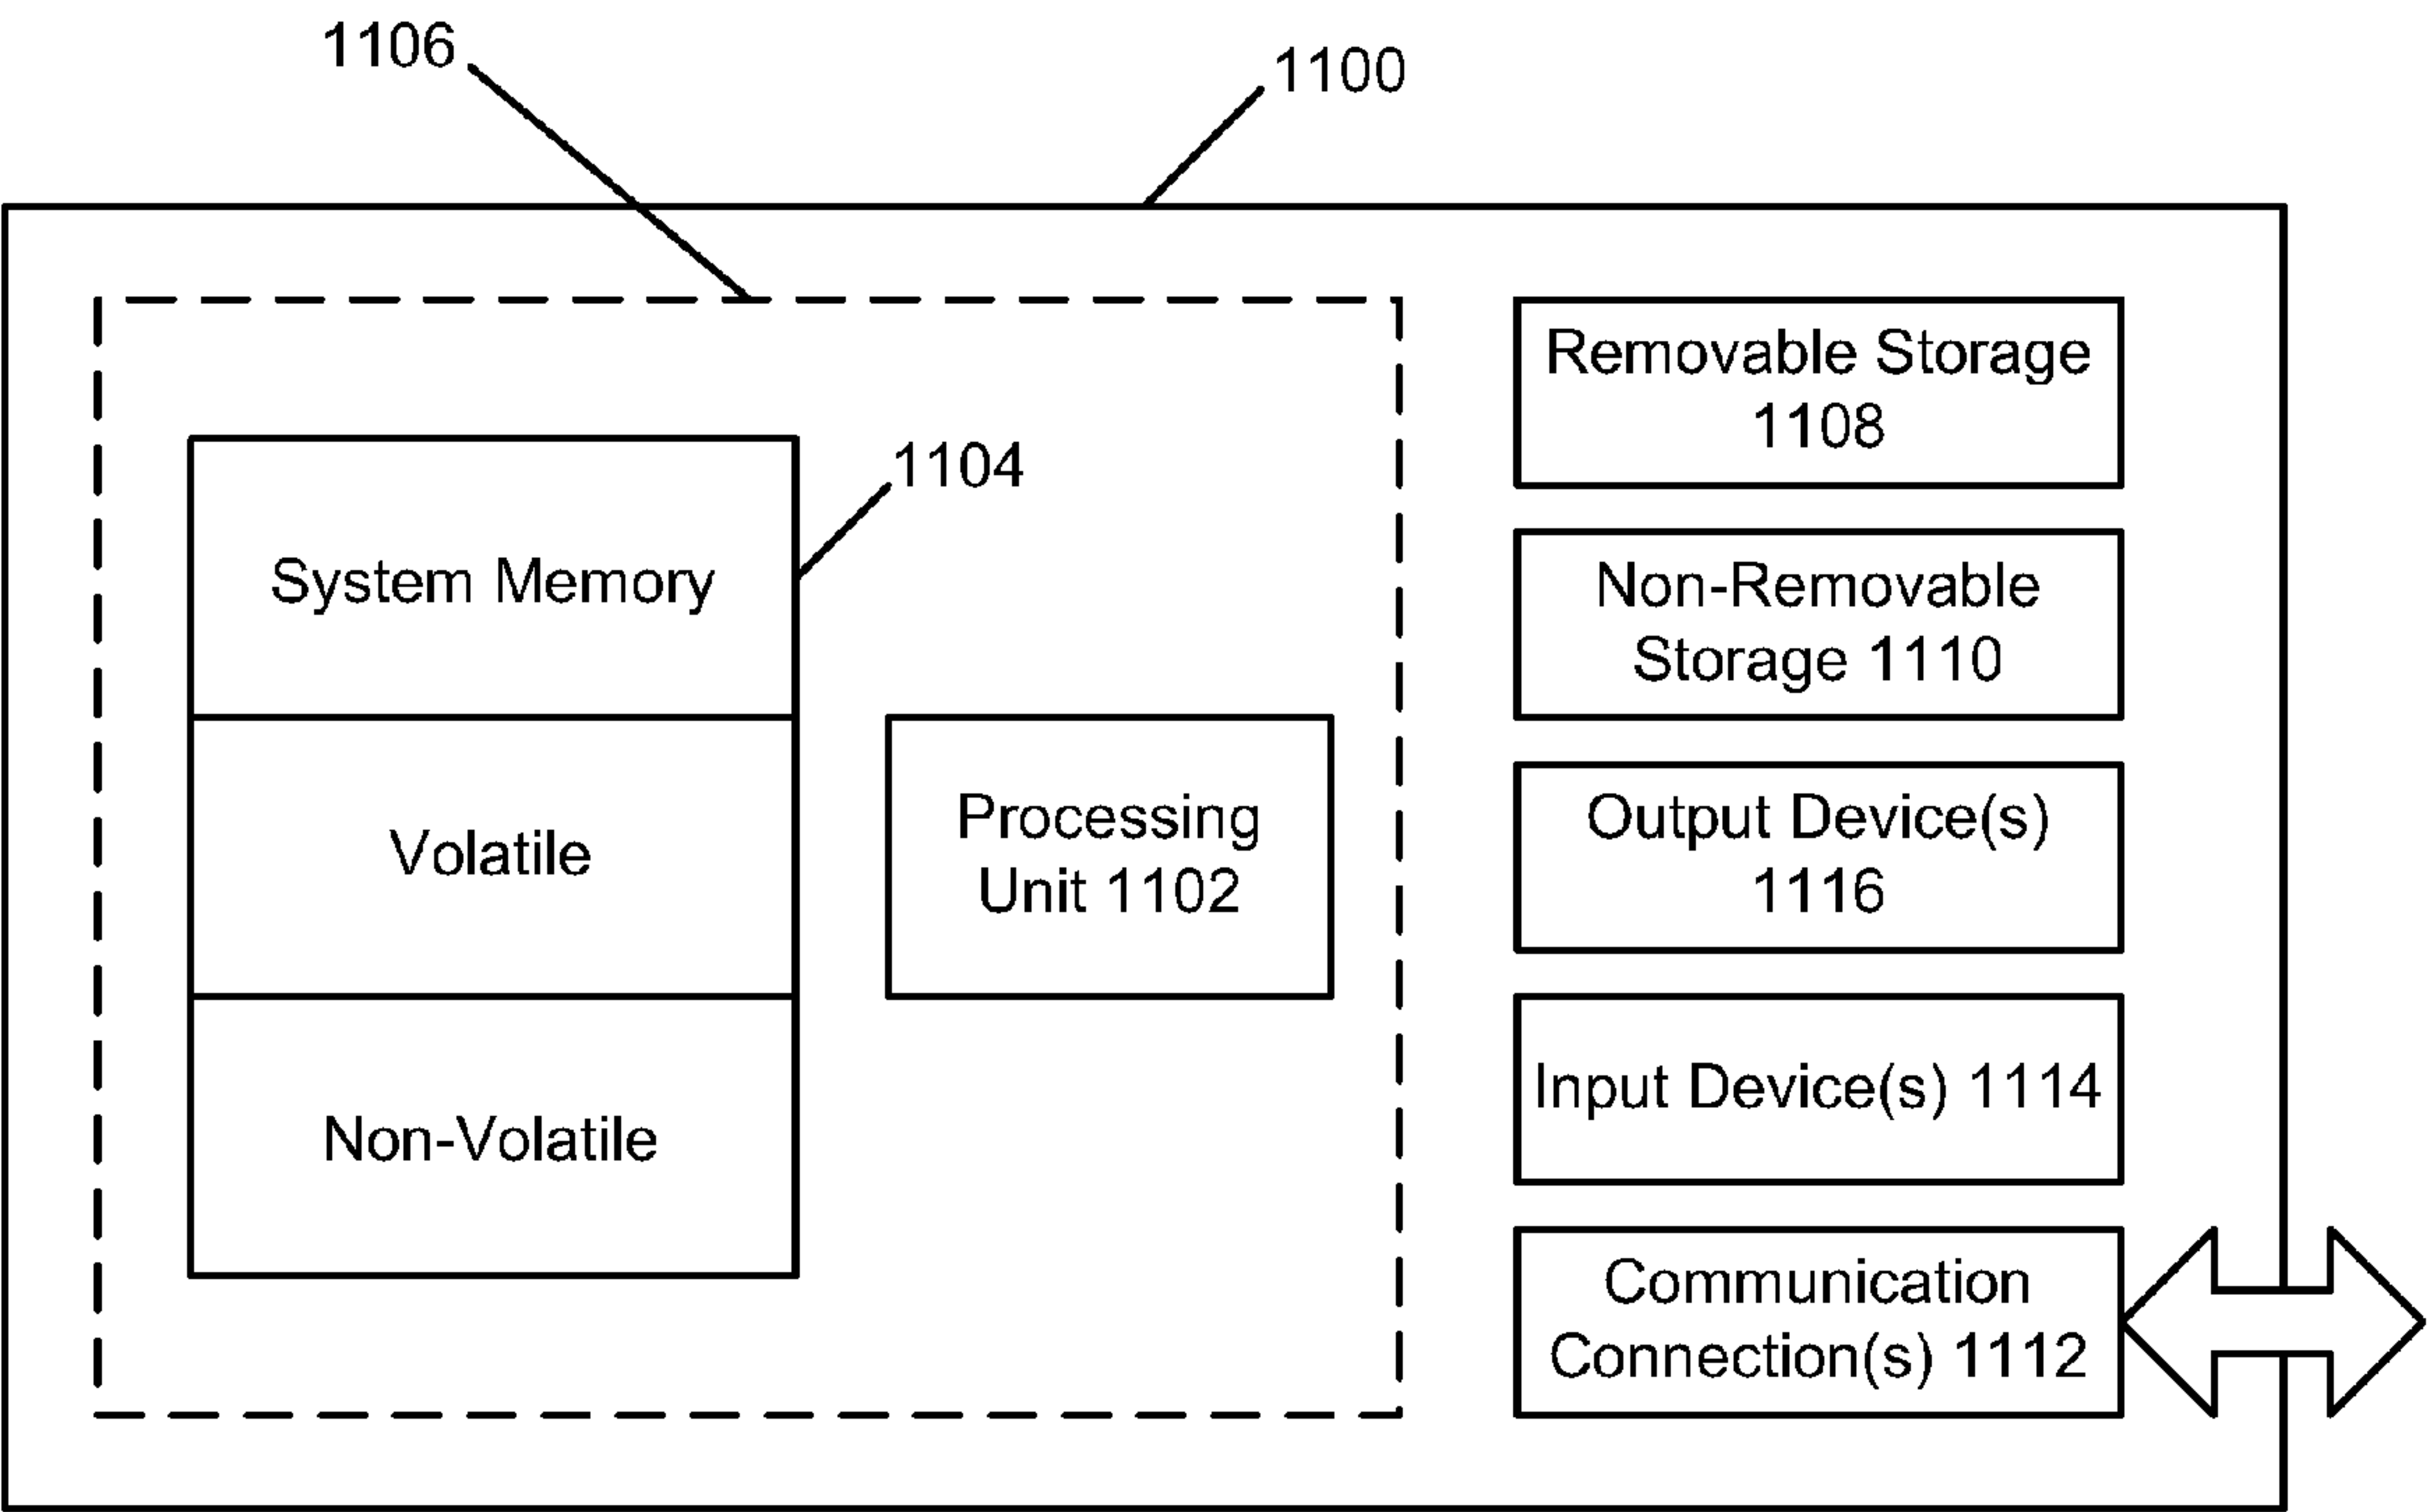 1106
1100
1104
System Memory
Volatile
Non-Volatile
Processing
Unit 1102
Removable Storage
1108
Non-Removable
Storage 1110
Output Device(s)
1116
Input Device(s) 1114
Communication
Connection(s) 1112